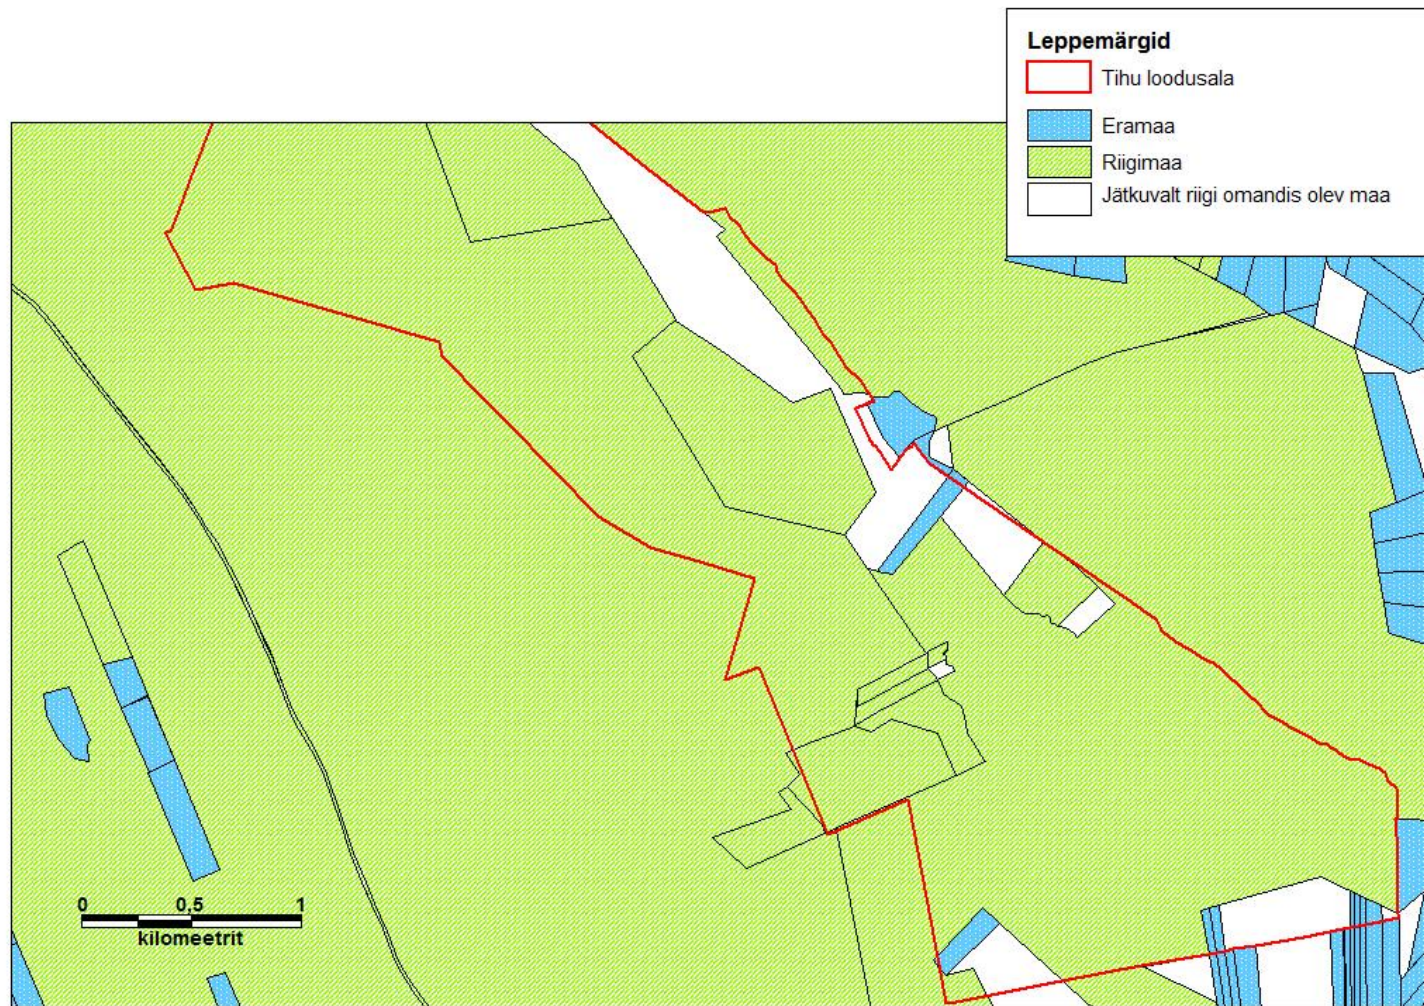 Leppemärgid
Tihu loodusala
Eramaa
Riigimaa
Jätkuvalt riigi omandis olev maa
0 0,5 1
kilomeetrit